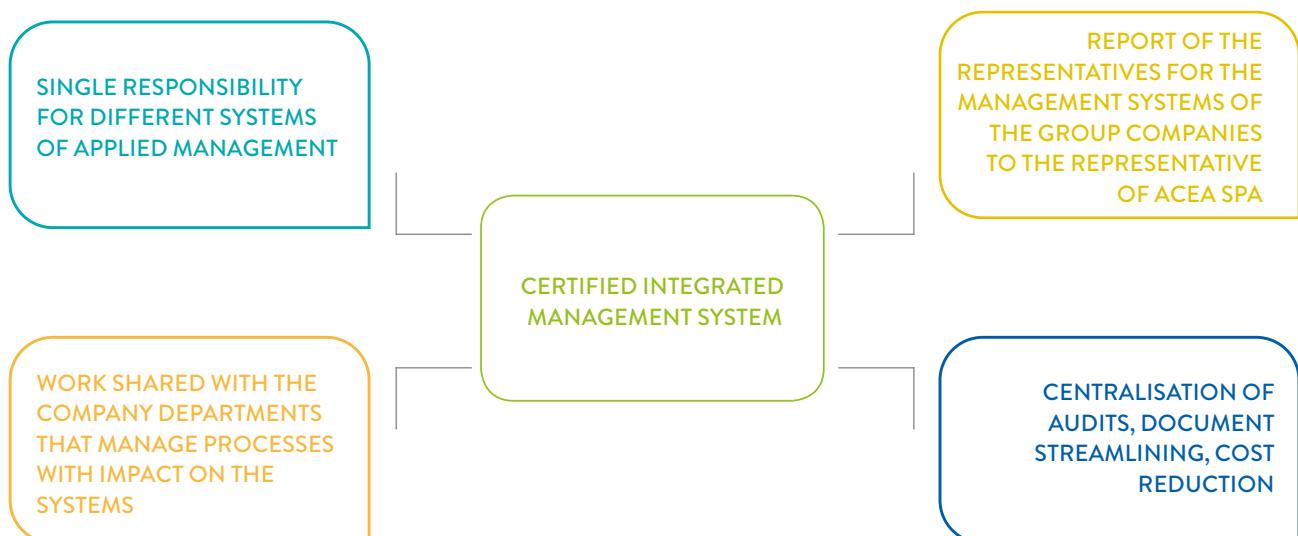 SINGLE RESPONSIBILITY
FOR DIFFERENT SYSTEMS
OF APPLIED MANAGEMENT
REPORT OF THE
REPRESENTATIVES FOR THE
MANAGEMENT SYSTEMS OF
THE GROUP COMPANIES
TO THE REPRESENTATIVE
OF ACEA SPA
CERTIFIED INTEGRATED
MANAGEMENT SYSTEM
WORK SHARED WITH THE
COMPANY DEPARTMENTS
THAT MANAGE PROCESSES
WITH IMPACT ON THE
SYSTEMS
CENTRALISATION OF
AUDITS, DOCUMENT
STREAMLINING, COST
REDUCTION